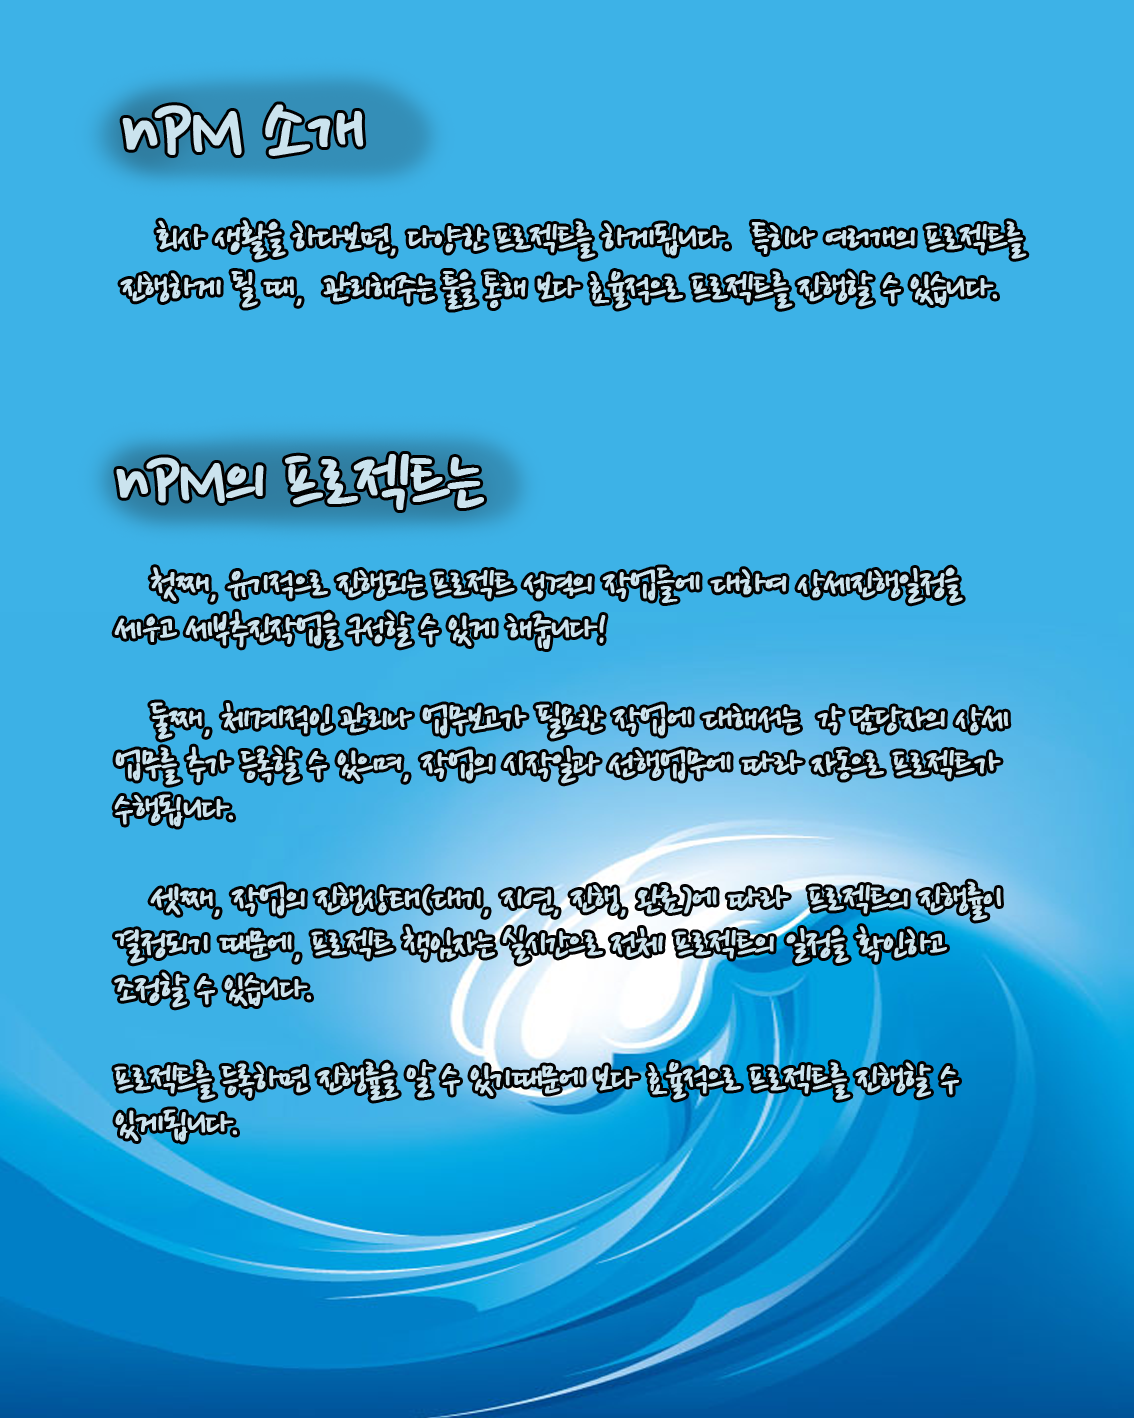 nPM 소개
회사 생활을 하다보면, 다양한 프로젝트를 하게됩니다. 특히나 여러개의 프로젝트를
진행하게 될 때, 관리해주는 툴을 통해 보다 효율적으로 프로젝트를 진행할 수 있습니다.
nPM의 프로젝트는
첫째, 유기적으로 진행되는 프로젝트 성격의 작업들에 대하여 상세진행일정을
세우고 세부추진작업을 구성할 수 있게 해줍니다!
둘째, 체계적인 관리나 업무보고가 필요한 작업에 대해서는 각 담당자의 상세
업무를 추가 등록할 수 있으며, 작업의 시작일과 선행업무에 따라 자동으로 프로젝트가
수행됩니다.
셋째, 작업의 진행상태(대기, 지연, 진행, 완료)에 따라 프로젝트의 진행률이
결정되기 때문에, 프로젝트 책임자는 실시간으로 전체 프로젝트의 일정을 확인하고
조정할 수 있습니다.
프로젝트를 등록하면 진행률을 알 수 있기때문에 보다 효율적으로 프로젝트를 진행할 수
있게됩니다.